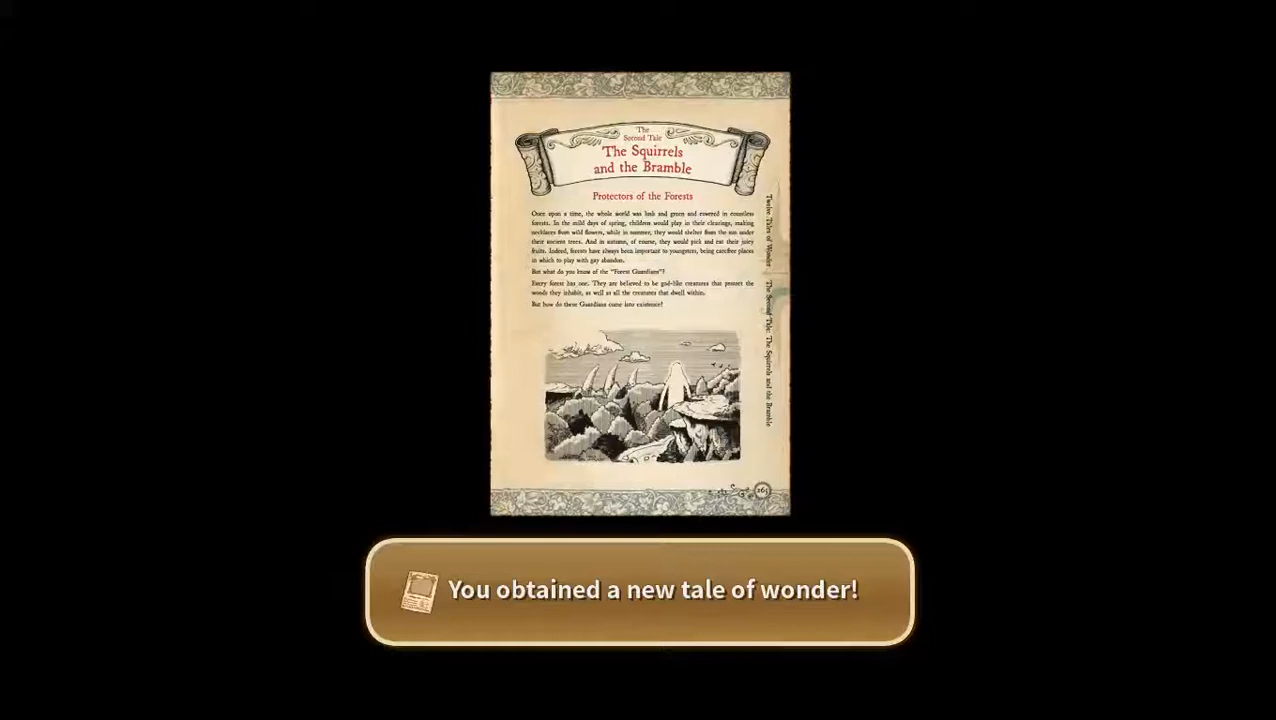 The
Second Tale
The Squirrels
and the Bramble
Protectors of the Forests
Once upon a time, the whole world was lush and green and covered in countless
forests. In the mild days of spring, children would play in their clearings, making
necklaces from wild flowers, while in summer, they would shelter from the sun under
their ancient trees. And in autumn, of course, they would pick and eat their juicy
fruits. Indeed, forests have always been important to youngsters, being carefree places
in which to play with gay abandon.
But what do you know of the "Forest Guardians"?
Every forest has one. They are believed to be god-like creatures that protect the
woods they inhabit, as well as all the creatures that dwell within.
But how do these Guardians come into existence?
Twelve Tales of Wonder
The Second Tale: The Squirrels and the Bramble
You obtained a new tale of wonder!